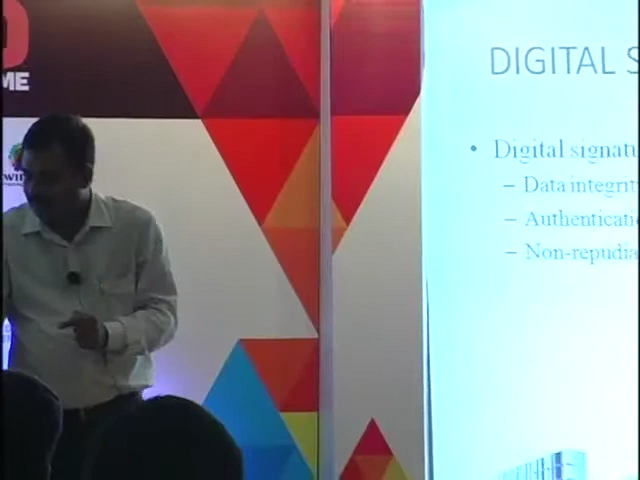 ME
DIGITAL S
• Digital signatu
– Data integrit
– Authenticatio
– Non-repudia